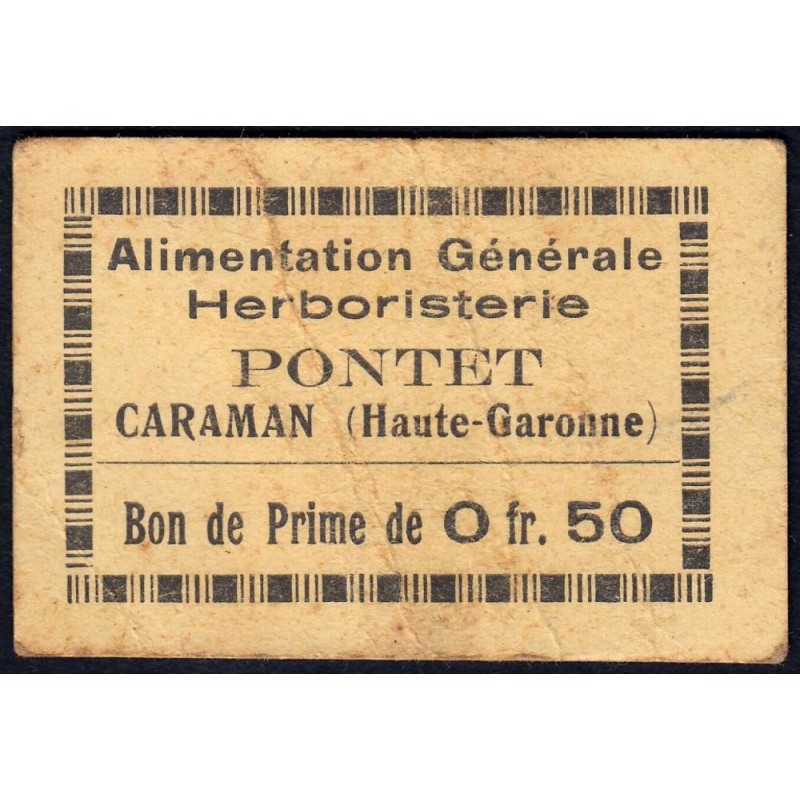 Alimentation Générale
Herboristerie
PONTET
CARAMAN (Haute-Garonne)
Bon de Prime de 0 fr. 50